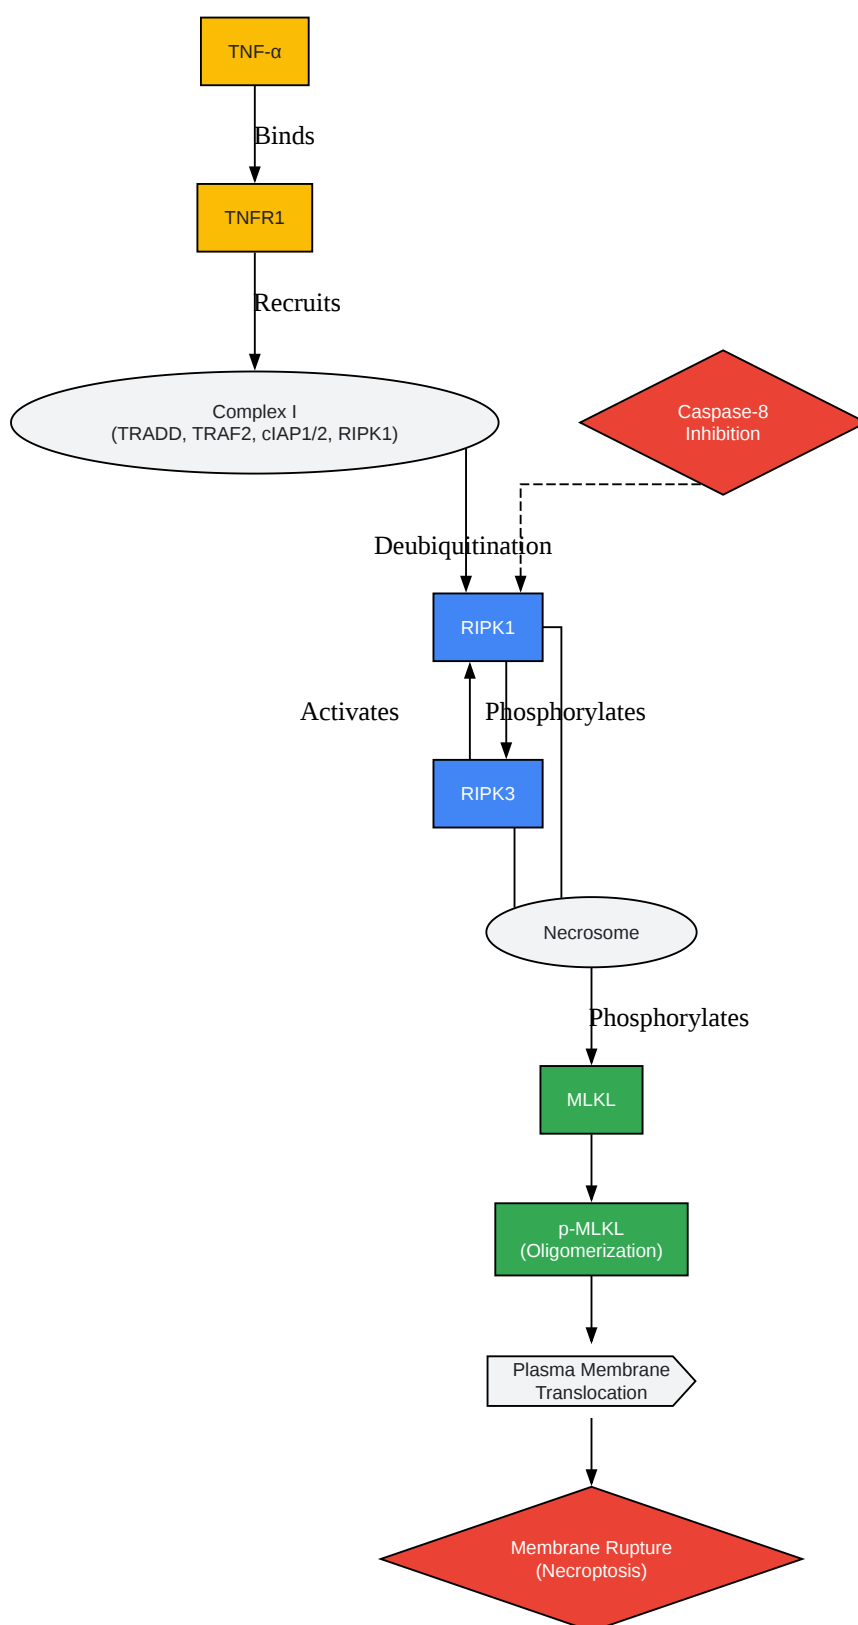 TNF-α
Binds
TNFR1
Recruits
Complex I
(TRADD, TRAF2, cIAP1/2, RIPK1)
Caspase-8
Inhibition
Deubiquitination
RIPK1
Activates
Phosphorylates
RIPK3
Necrosome
Phosphorylates
MLKL
p-MLKL
(Oligomerization)
Plasma Membrane
Translocation
Membrane Rupture
(Necroptosis)